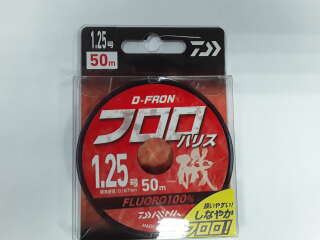 1.25号
50m
D-FRON
フロロ
ハリス
磯
1.25号
50m
FLUORO100%
DAIWA
扱いやすい!
しなやか
フロロ!